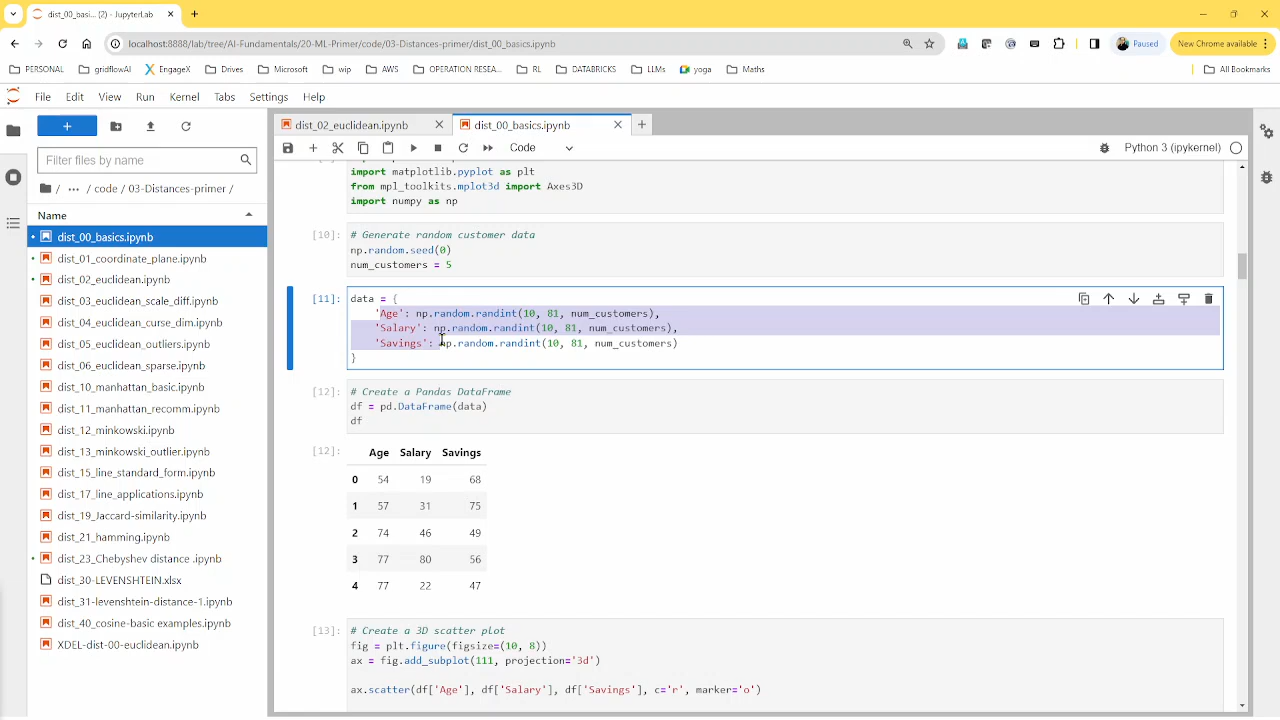 dist_00_basi... (2) - JupyterLab
localhost:8888/lab/tree/AI-Fundamentals/20-ML-Primer/code/03-Distances-primer/dist_00_basics.ipynb
Paused
New Chrome available
PERSONAL
gridflowAI
EngageX
Drives
Microsoft
wip
AWS
OPERATION RESEA...
RL
DATABRICKS
LLMs
yoga
Maths
All Bookmarks
File Edit View Run Kernel Tabs Settings Help
dist_02_euclidean.ipynb
dist_00_basics.ipynb
Filter files by name
Code
Python 3 (ipykernel)
/ ... / code / 03-Distances-primer /
Name
dist_00_basics.ipynb
dist_01_coordinate_plane.ipynb
dist_02_euclidean.ipynb
dist_03_euclidean_scale_diff.ipynb
dist_04_euclidean_curse_dim.ipynb
dist_05_euclidean_outliers.ipynb
dist_06_euclidean_sparse.ipynb
dist_10_manhattan_basic.ipynb
dist_11_manhattan_recomm.ipynb
dist_12_minkowski.ipynb
dist_13_minkowski_outlier.ipynb
dist_15_line_standard_form.ipynb
dist_17_line_applications.ipynb
dist_19_Jaccard-similarity.ipynb
dist_21_hamming.ipynb
dist_23_Chebyshev distance .ipynb
dist_30-LEVENSHTEIN.xlsx
dist_31-levenshtein-distance-1.ipynb
dist_40_cosine-basic examples.ipynb
XDEL-dist-00-euclidean.ipynb
import matplotlib.pyplot as plt
from mpl_toolkits.mplot3d import Axes3D
import numpy as np
[10]: # Generate random customer data
np.random.seed(0)
num_customers = 5
[11]: data = {
'Age': np.random.randint(10, 81, num_customers),
'Salary': np.random.randint(10, 81, num_customers),
'Savings': np.random.randint(10, 81, num_customers)
}
[12]: # Create a Pandas DataFrame
df = pd.DataFrame(data)
df
[12]: Age Salary Savings
0 54 19 68
1 57 31 75
2 74 46 49
3 77 80 56
4 77 22 47
[13]: # Create a 3D scatter plot
fig = plt.figure(figsize=(10, 8))
ax = fig.add_subplot(111, projection='3d')
ax.scatter(df['Age'], df['Salary'], df['Savings'], c='r', marker='o')